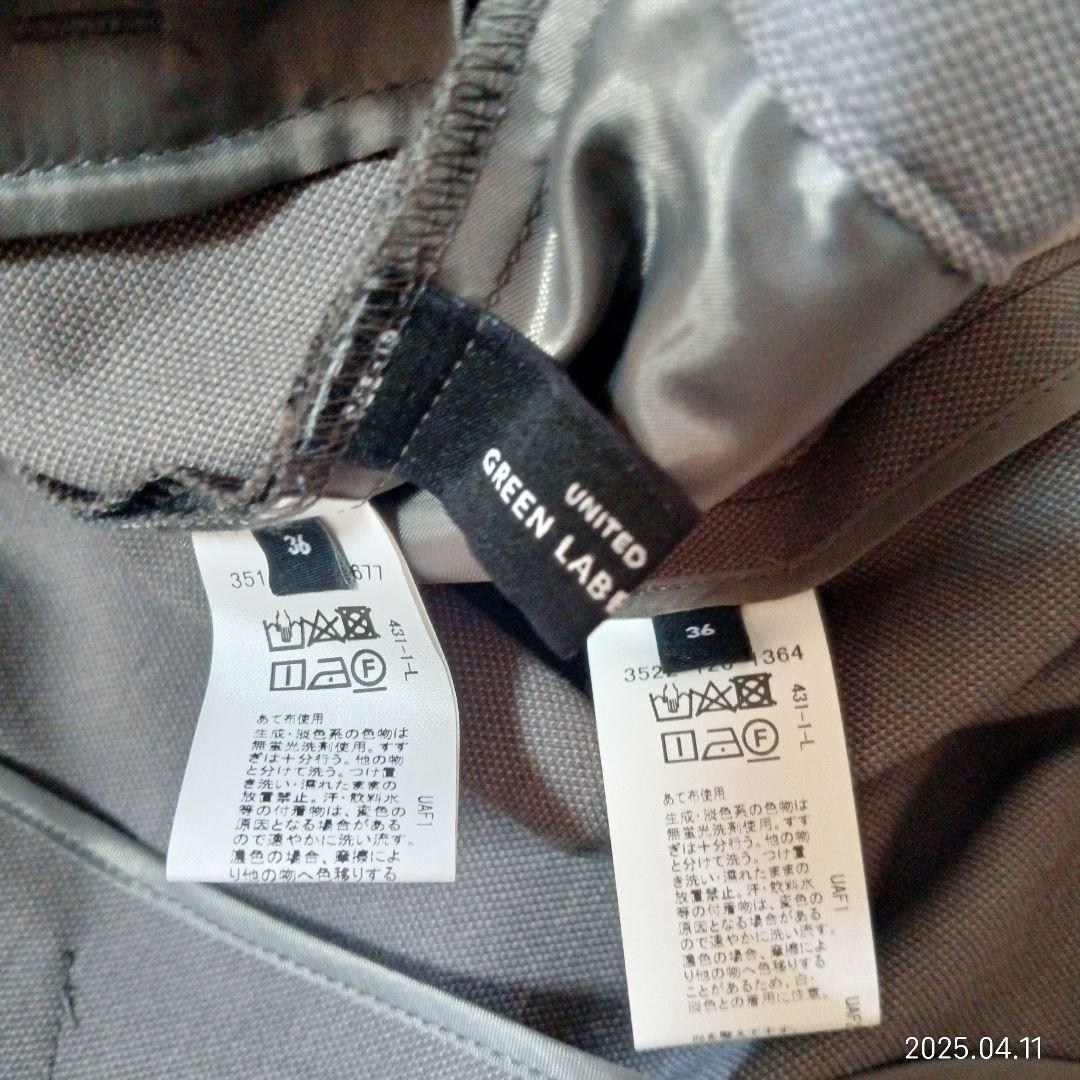 UNITED
GREEN LABE
36
351 677
431-I-L
F
あて布使用
生成・淡色系の色物は
無蛍光洗剤使用。すす
ぎは十分行う。他の物
と分けて洗う。つけ置
き洗い・濡れたままの
放置禁止。汗・飲料水
等の付着物は、変色の
原因となる場合がある
ので速やかに洗い流す。
濃色の場合、摩擦によ
り他の物へ色移りする
UAF1
36
3522 120 1364
431-I-L
F
あて布使用
生成・淡色系の色物は
無蛍光洗剤使用。すす
ぎは十分行う。他の物
と分けて洗う。つけ置
き洗い・濡れたままの
放置禁止。汗・飲料水
等の付着物は、変色の
原因となる場合がある
ので速やかに洗い流す。
濃色の場合、摩擦によ
り他の物へ色移りする
ことがあるため、白・
淡色との着用に注意。
UAF1
2025.04.11